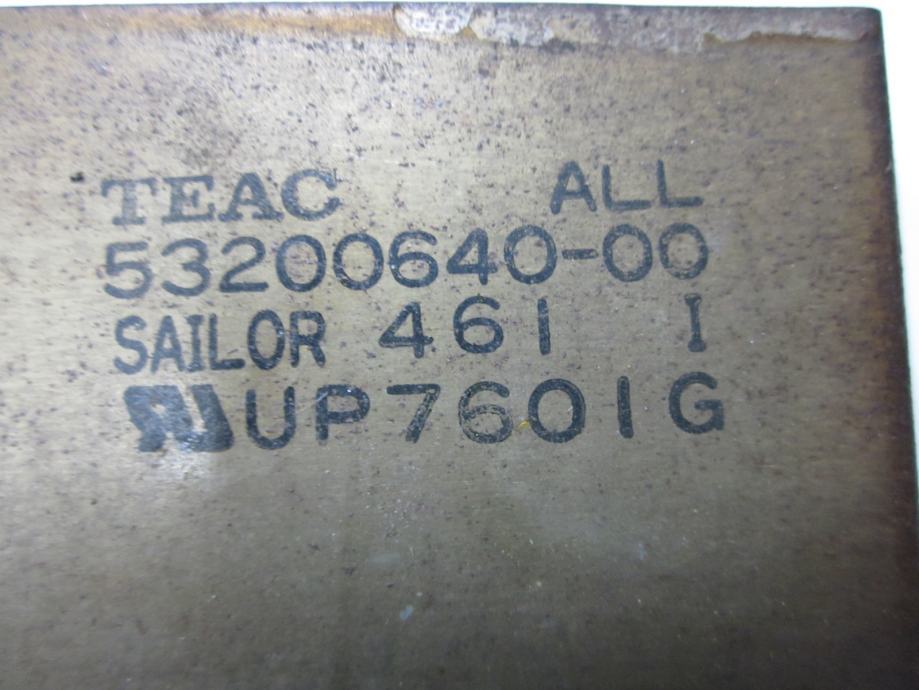 TEAC ALL
53200640-00
SAILOR 461 I
UP7601G